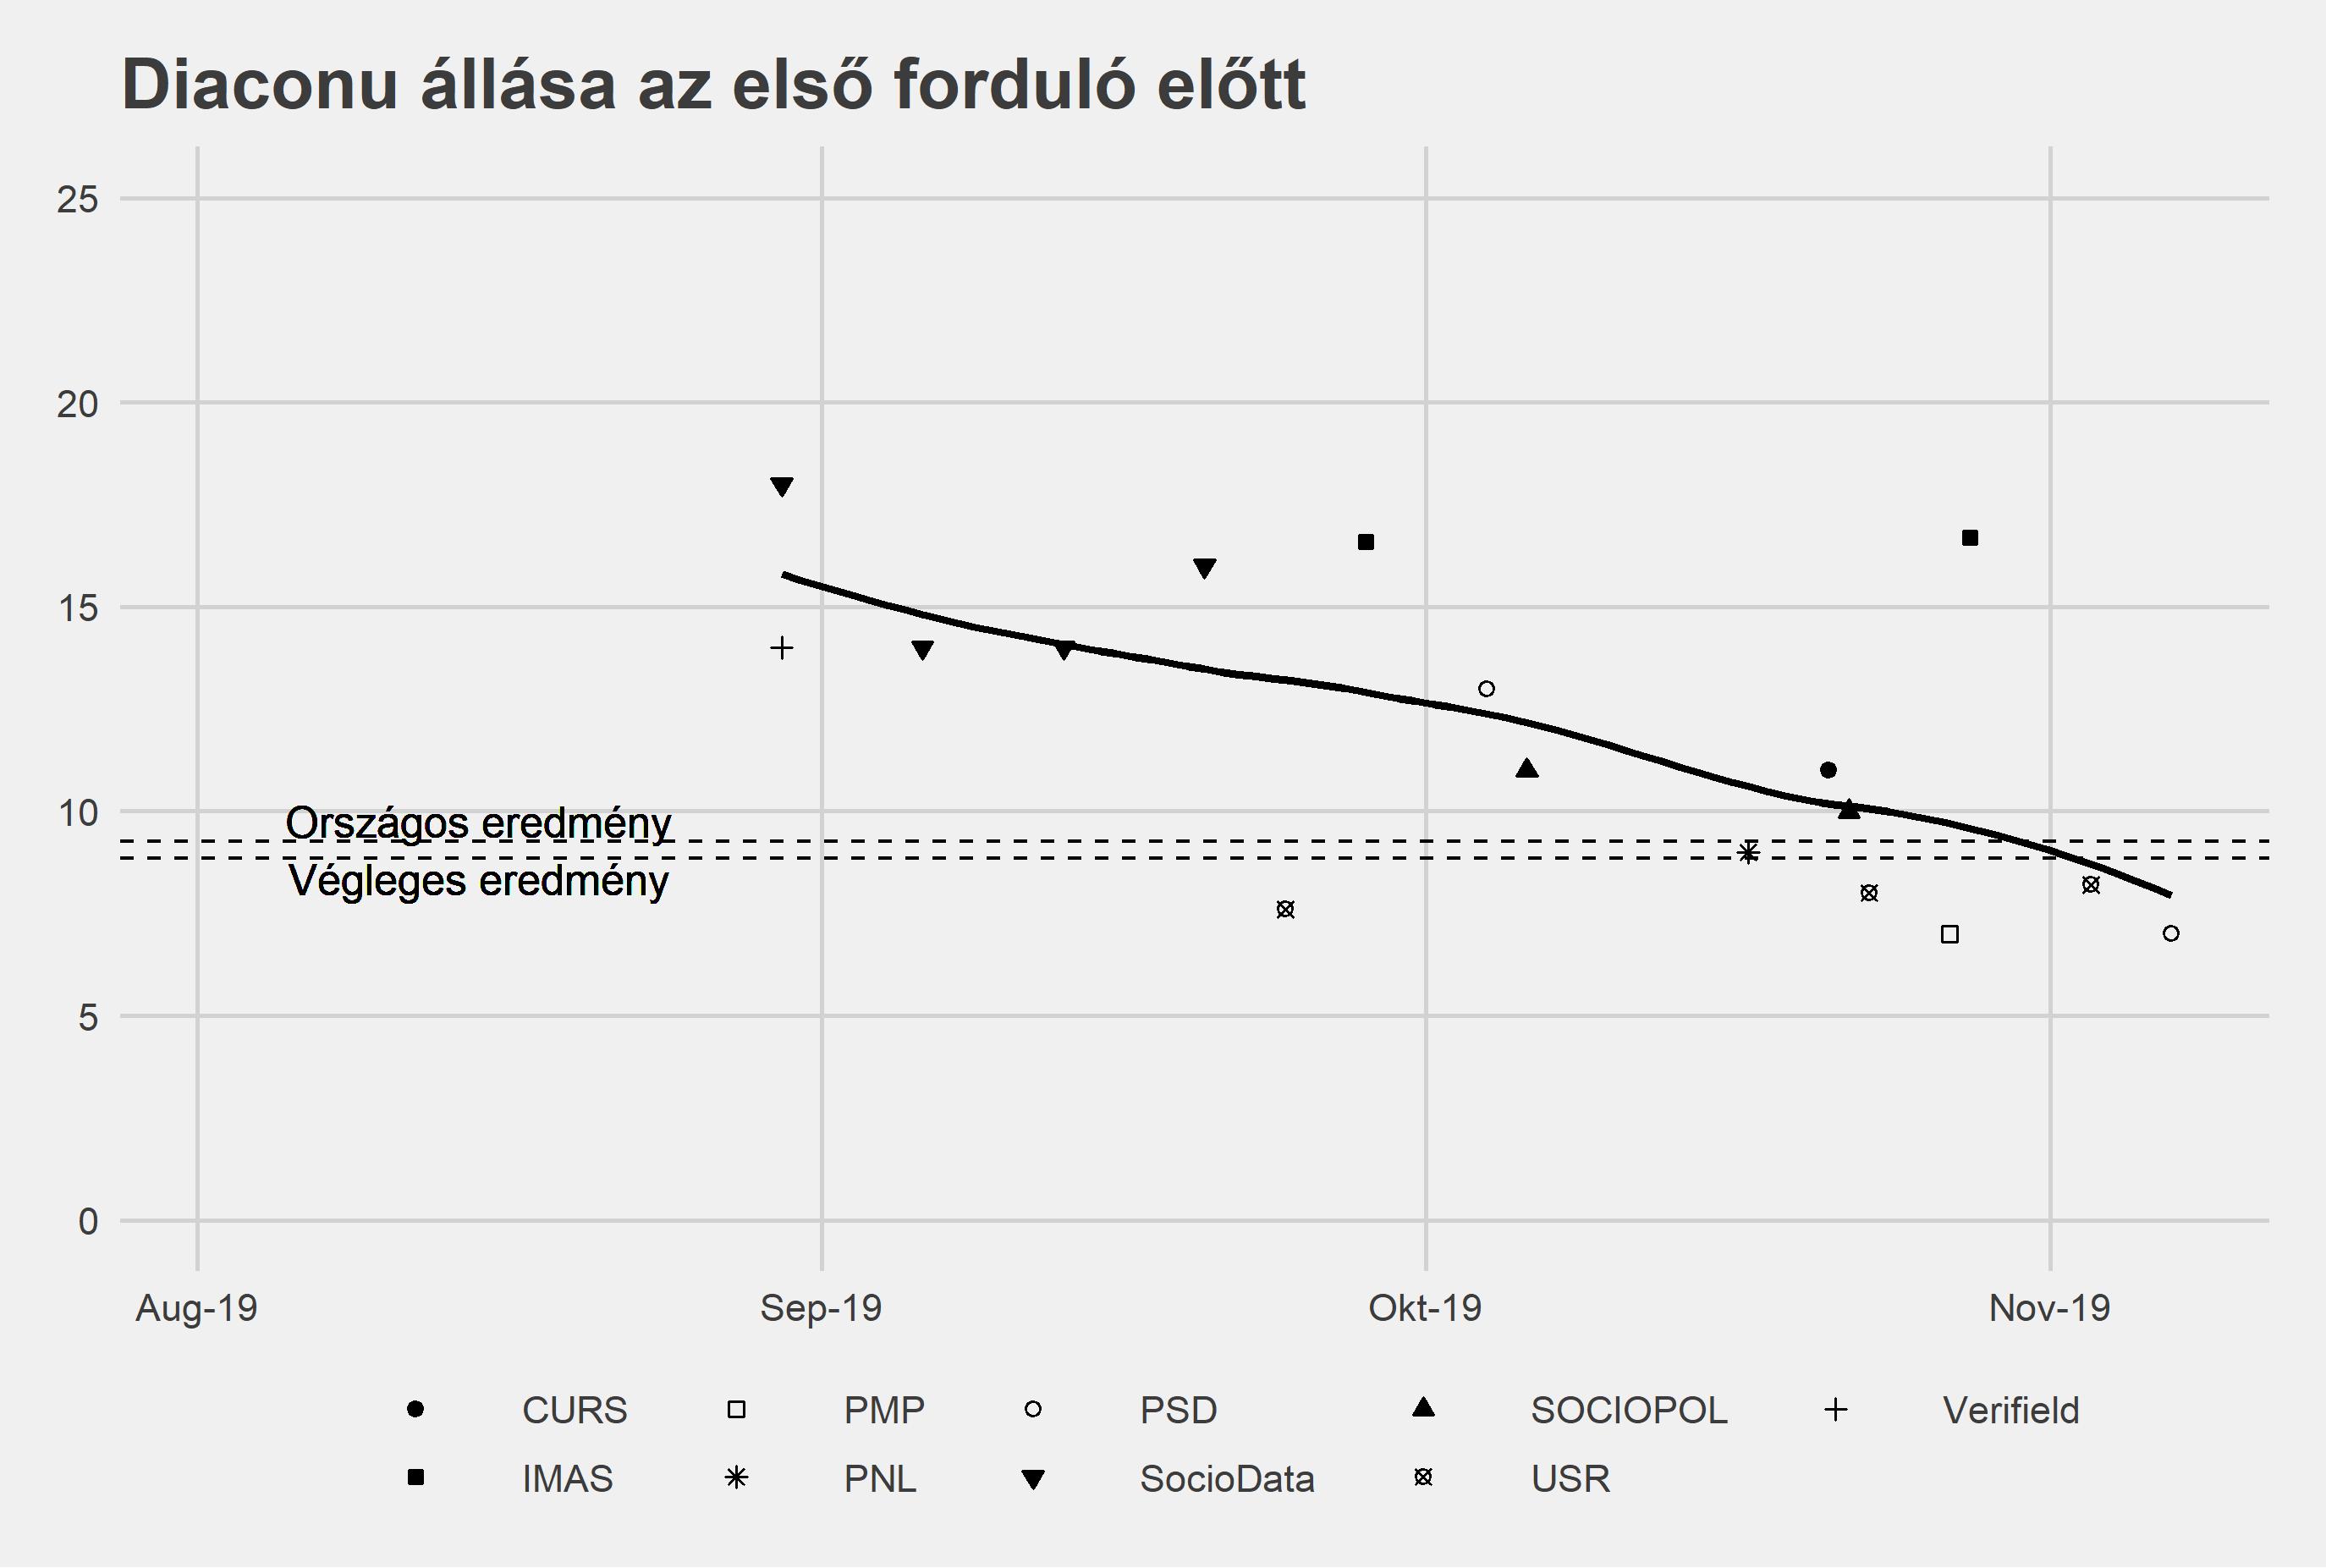 Diaconu állása az első forduló előtt
25
20
15
10
5
0
Országos eredmény
Végleges eredmény
Aug-19 Sep-19 Okt-19 Nov-19
CURS PMP PSD SOCIOPOL Verifield
IMAS PNL SocioData USR